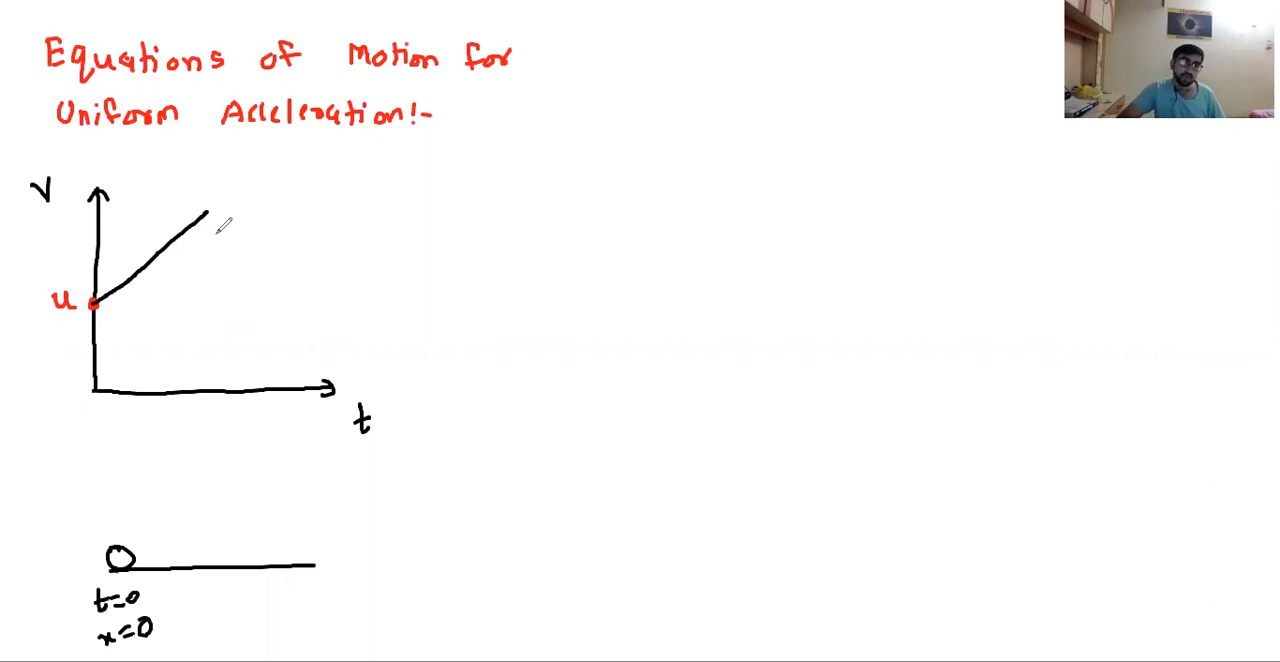 Equations of Motion for
Uniform Acceleration:-
v
u
t
t=0
x=0